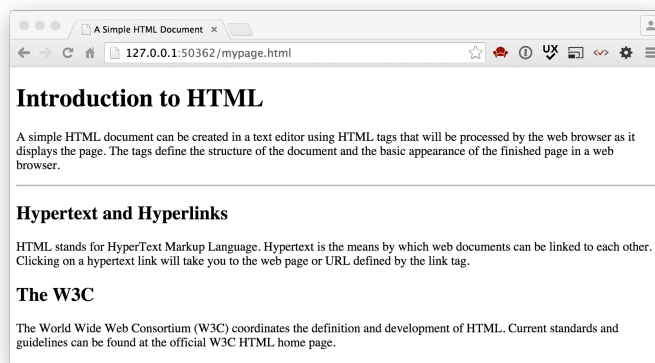 A Simple HTML Document
127.0.0.1:50362/mypage.html
UX
Introduction to HTML
A simple HTML document can be created in a text editor using HTML tags that will be processed by the web browser as it
displays the page. The tags define the structure of the document and the basic appearance of the finished page in a web
browser.
Hypertext and Hyperlinks
HTML stands for HyperText Markup Language. Hypertext is the means by which web documents can be linked to each other.
Clicking on a hypertext link will take you to the web page or URL defined by the link tag.
The W3C
The World Wide Web Consortium (W3C) coordinates the definition and development of HTML. Current standards and
guidelines can be found at the official W3C HTML home page.